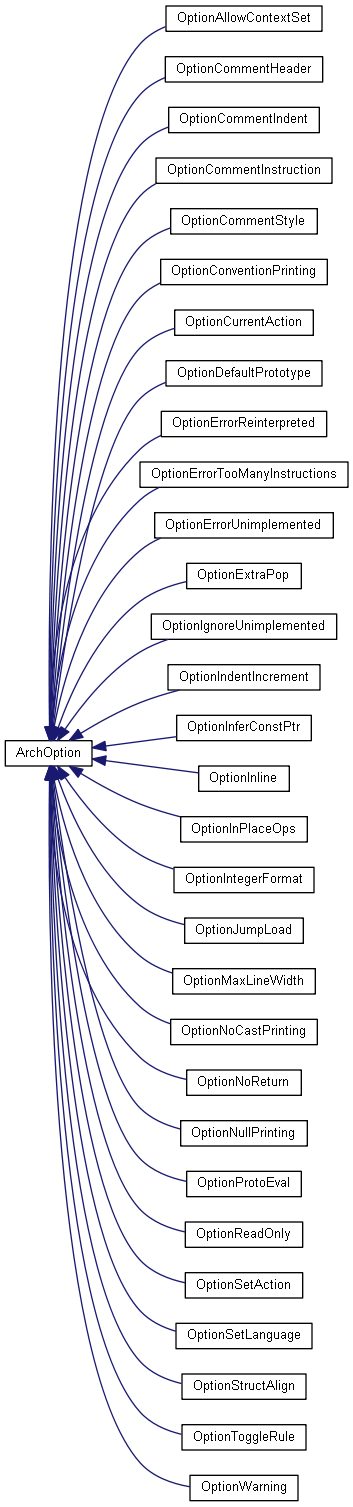 OptionAllowContextSet
OptionCommentHeader
OptionCommentIndent
OptionCommentInstruction
OptionCommentStyle
OptionConventionPrinting
OptionCurrentAction
OptionDefaultPrototype
OptionErrorReinterpreted
OptionErrorTooManyInstructions
OptionErrorUnimplemented
OptionExtraPop
OptionIgnoreUnimplemented
OptionIndentIncrement
OptionInferConstPtr
ArchOption
OptionInline
OptionInPlaceOps
OptionIntegerFormat
OptionJumpLoad
OptionMaxLineWidth
OptionNoCastPrinting
OptionNoReturn
OptionNullPrinting
OptionProtoEval
OptionReadOnly
OptionSetAction
OptionSetLanguage
OptionStructAlign
OptionToggleRule
OptionWarning